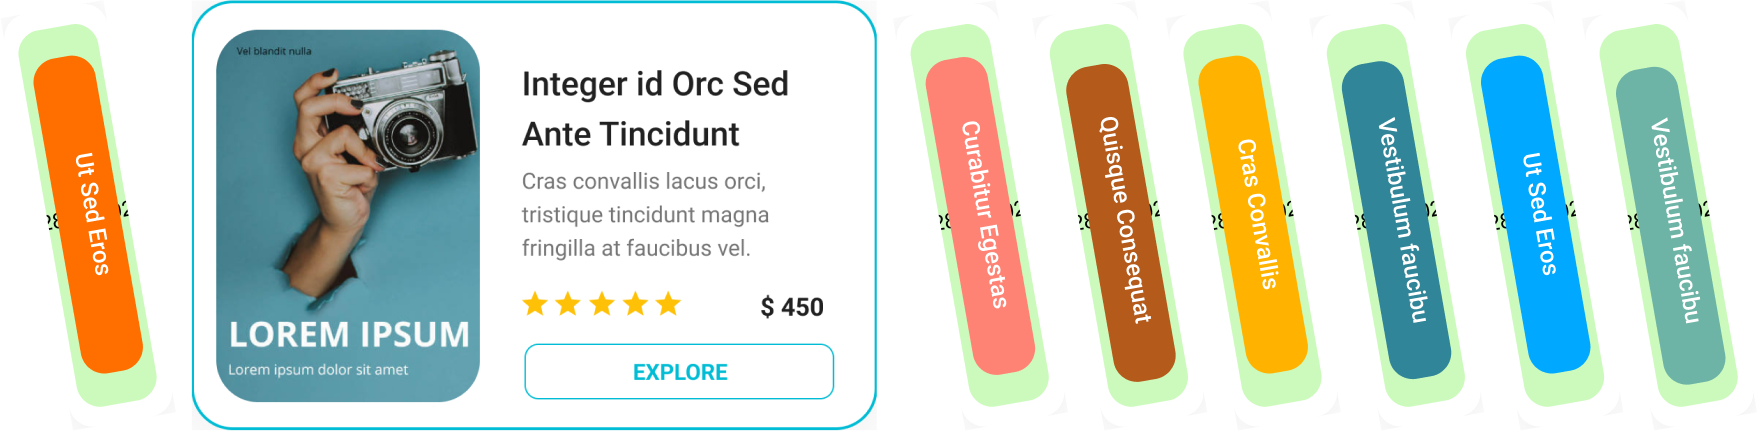 Ut Sed Eros
Vel blandit nulla
LOREM IPSUM
Lorem ipsum dolor sit amet
Integer id Orc Sed
Ante Tincidunt
Cras convallis lacus orci,
tristique tincidunt magna
fringilla at faucibus vel.
$ 450
EXPLORE
Curabitur Egestas
Quisque Consequat
Cras Convallis
Vestibulum faucibu
Ut Sed Eros
Vestibulum faucibu